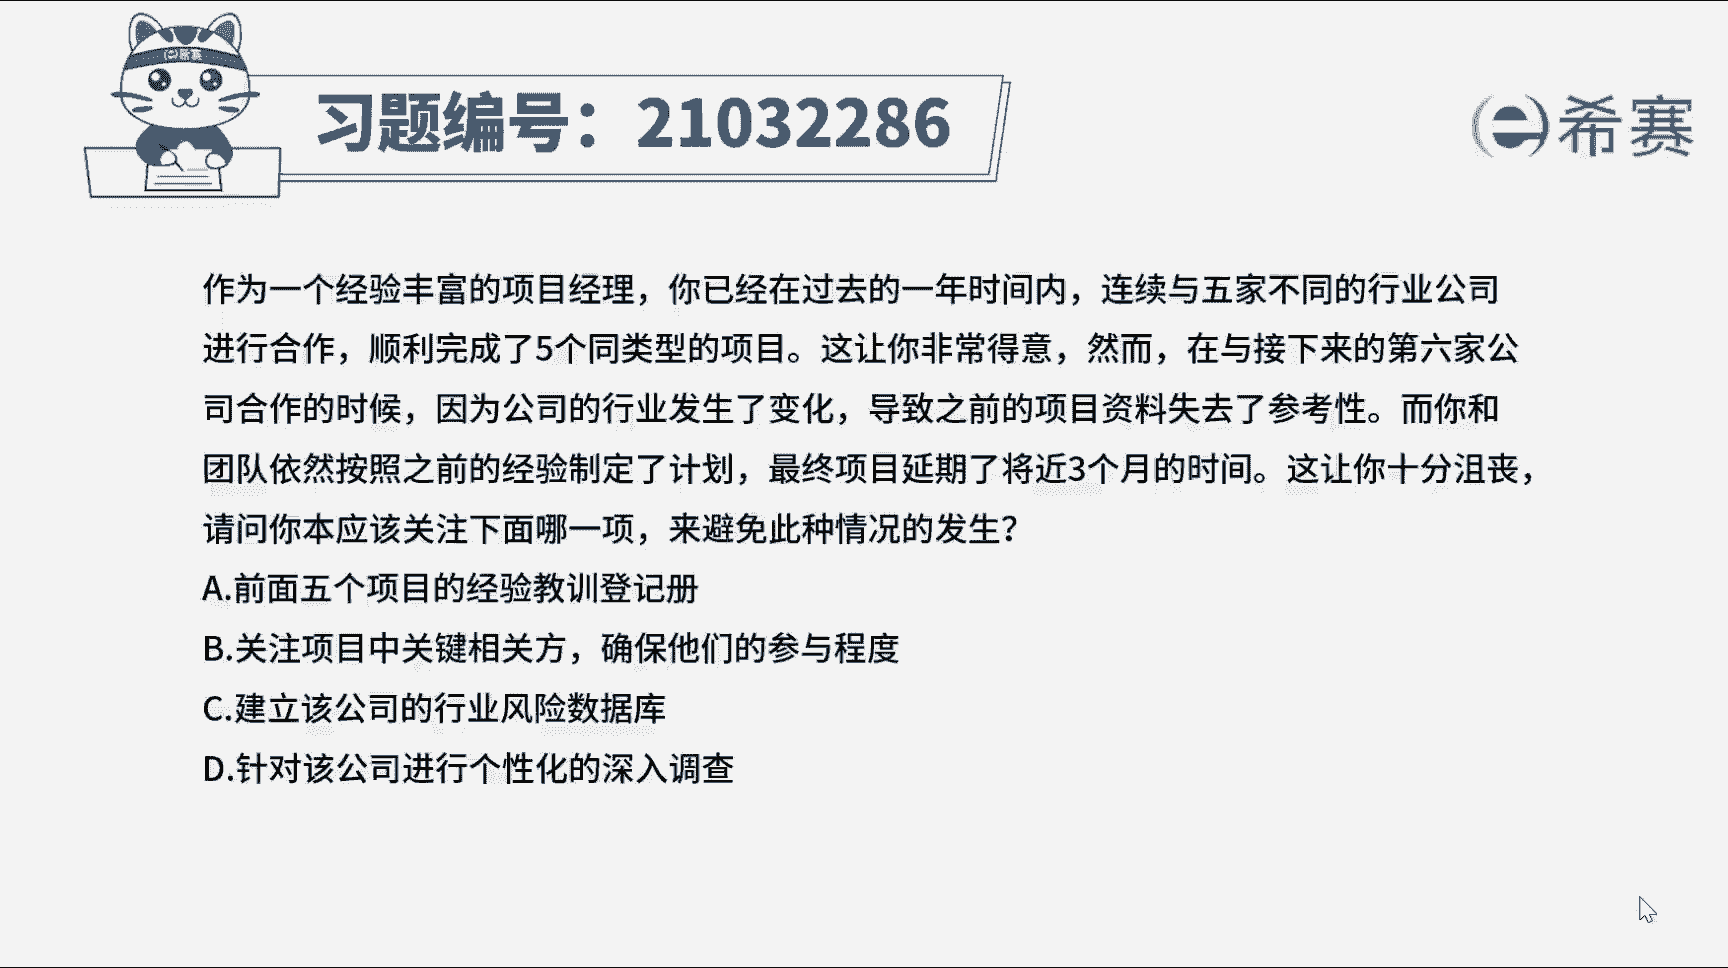 希赛
习题编号：21032286
希赛
作为一个经验丰富的项目经理，你已经在过去的一年时间内，连续与五家不同的行业公司
进行合作，顺利完成了5个同类型的项目。这让你非常得意，然而，在与接下来的第六家公
司合作的时候，因为公司的行业发生了变化，导致之前的项目资料失去了参考性。而你和
团队依然按照之前的经验制定了计划，最终项目延期了将近3个月的时间。这让你十分沮丧，
请问你本应该关注下面哪一项，来避免此种情况的发生?
A.前面五个项目的经验教训登记册
B.关注项目中关键相关方，确保他们的参与程度
C.建立该公司的行业风险数据库
D.针对该公司进行个性化的深入调查